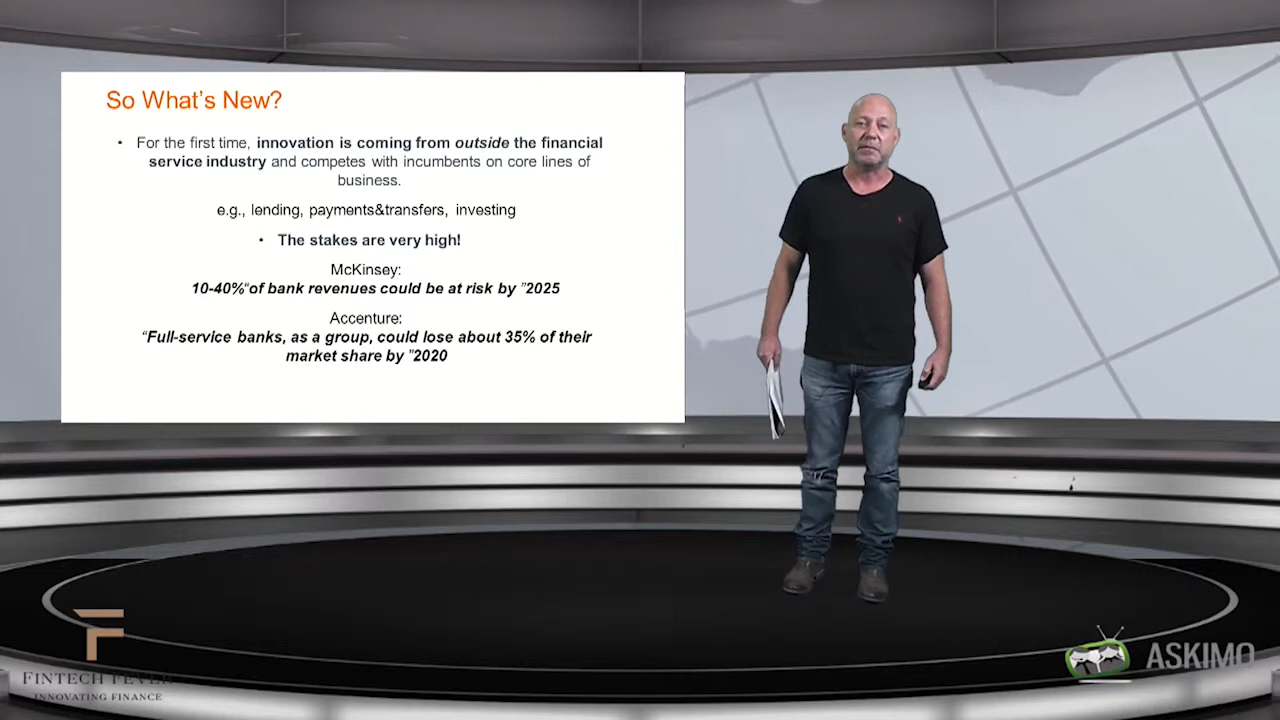 So What's New?
• For the first time, innovation is coming from outside the financial
service industry and competes with incumbents on core lines of
business.
e.g., lending, payments&transfers, investing
• The stakes are very high!
McKinsey:
10-40%“of bank revenues could be at risk by ”2025
Accenture:
“Full-service banks, as a group, could lose about 35% of their
market share by ”2020
FINTECH FEVER
INNOVATING FINANCE
ASKIMO